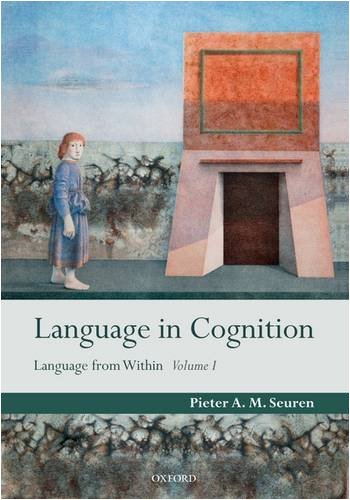 Language in Cognition
Language from Within Volume I
Pieter A. M. Seuren
OXFORD